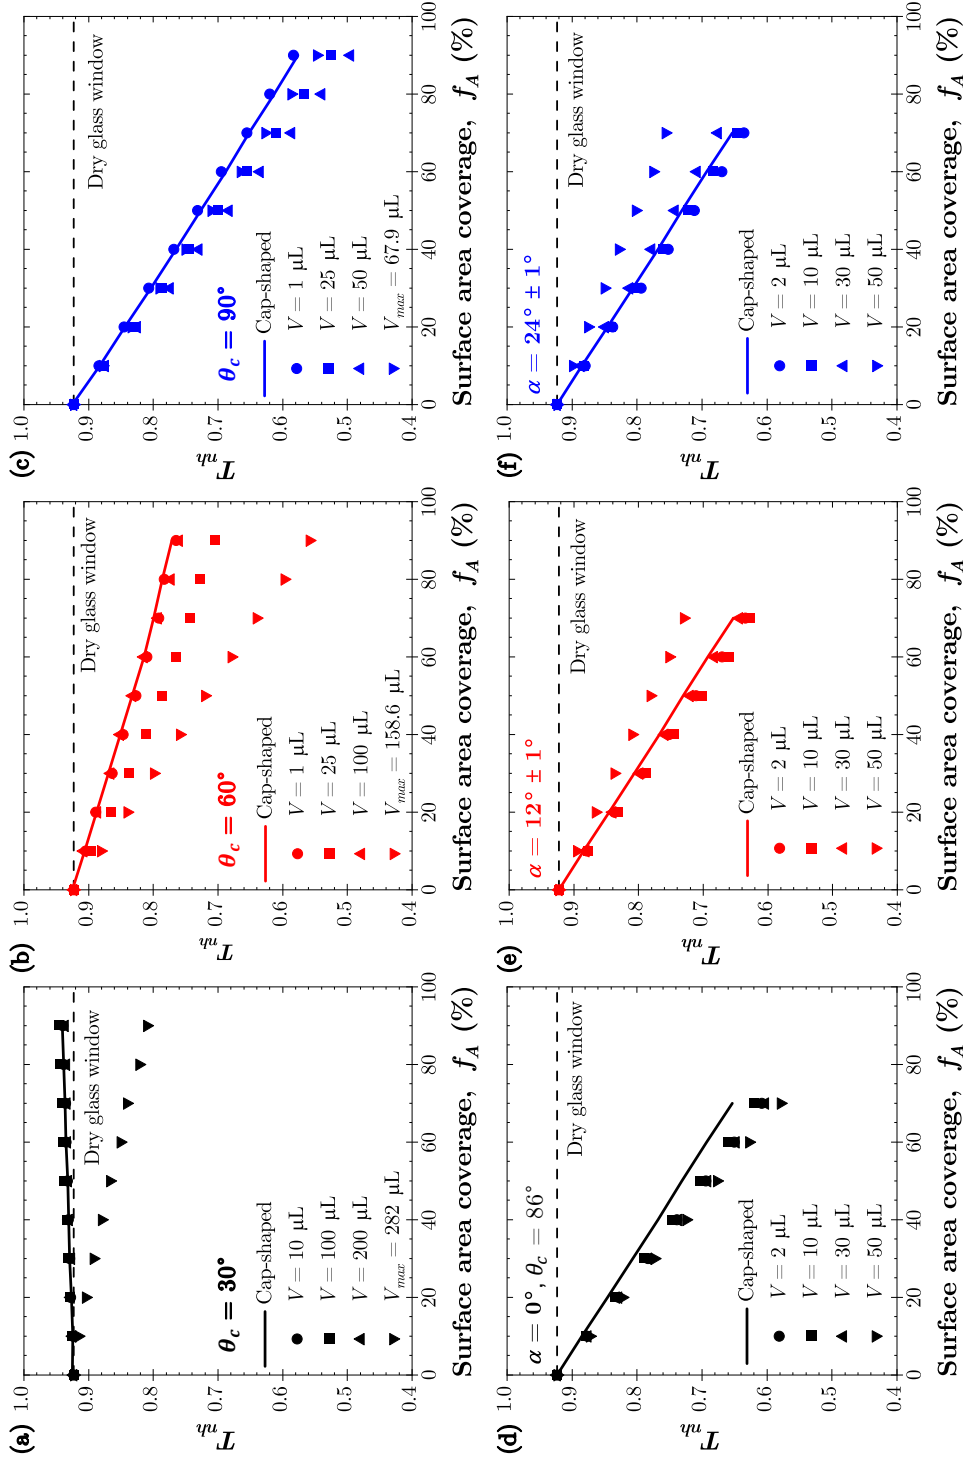 (a)
1.0
0.9
0.8
0.7
0.6
0.5
0.4
T_nh
Dry glass window
θ_c = 30°
Cap-shaped
V = 10 µL
V = 100 µL
V = 200 µL
V_max = 282 µL
0 20 40 60 80 100
Surface area coverage, f_A (%)
(b)
1.0
0.9
0.8
0.7
0.6
0.5
0.4
T_nh
Dry glass window
θ_c = 60°
Cap-shaped
V = 1 µL
V = 25 µL
V = 100 µL
V_max = 158.6 µL
0 20 40 60 80 100
Surface area coverage, f_A (%)
(c)
1.0
0.9
0.8
0.7
0.6
0.5
0.4
T_nh
Dry glass window
θ_c = 90°
Cap-shaped
V = 1 µL
V = 25 µL
V = 50 µL
V_max = 67.9 µL
0 20 40 60 80 100
Surface area coverage, f_A (%)
(d)
1.0
0.9
0.8
0.7
0.6
0.5
0.4
T_nh
Dry glass window
α = 0°, θ_c = 86°
Cap-shaped
V = 2 µL
V = 10 µL
V = 30 µL
V = 50 µL
0 20 40 60 80 100
Surface area coverage, f_A (%)
(e)
1.0
0.9
0.8
0.7
0.6
0.5
0.4
T_nh
Dry glass window
α = 12° ± 1°
Cap-shaped
V = 2 µL
V = 10 µL
V = 30 µL
V = 50 µL
0 20 40 60 80 100
Surface area coverage, f_A (%)
(f)
1.0
0.9
0.8
0.7
0.6
0.5
0.4
T_nh
Dry glass window
α = 24° ± 1°
Cap-shaped
V = 2 µL
V = 10 µL
V = 30 µL
V = 50 µL
0 20 40 60 80 100
Surface area coverage, f_A (%)